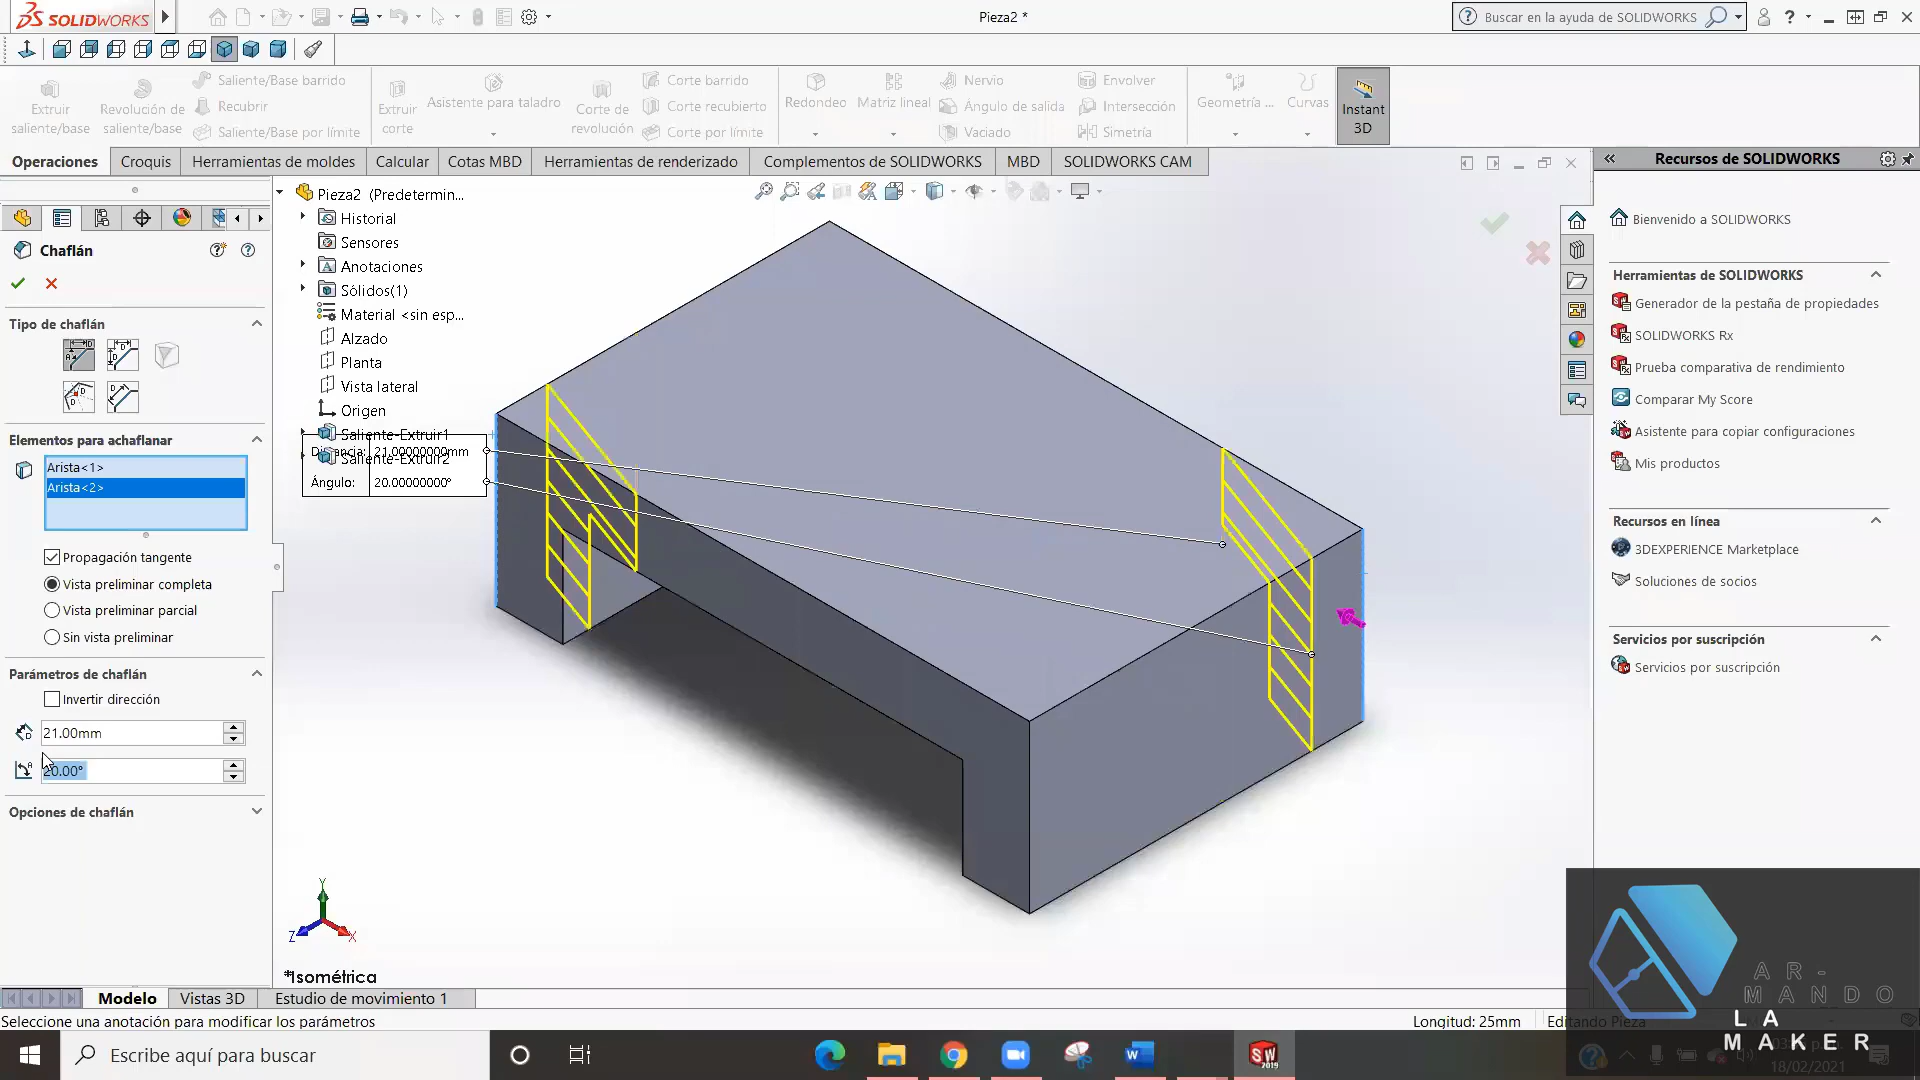 SOLIDWORKS
Pieza2 *
Buscar en la ayuda de SOLIDWORKS
Extruir saliente/base
Revolución de saliente/base
Saliente/Base barrido
Recubrir
Saliente/Base por límite
Extruir corte
Asistente para taladro
Corte de revolución
Corte barrido
Corte recubierto
Corte por límite
Redondeo
Matriz lineal
Nervio
Ángulo de salida
Vaciado
Envolver
Intersección
Simetría
Geometría ...
Curvas
Instant 3D
Operaciones
Croquis
Herramientas de moldes
Calcular
Cotas MBD
Herramientas de renderizado
Complementos de SOLIDWORKS
MBD
SOLIDWORKS CAM
Chaflán
Tipo de chaflán
Elementos para achaflanar
Arista<1>
Arista<2>
Propagación tangente
Vista preliminar completa
Vista preliminar parcial
Sin vista preliminar
Parámetros de chaflán
Invertir dirección
21.00mm
20.00°
Opciones de chaflán
Pieza2 (Predetermin...
Historial
Sensores
Anotaciones
Sólidos(1)
Material <sin esp...
Alzado
Planta
Vista lateral
Origen
Saliente-Extruir1
Saliente-Extruir2
Distancia: 21.00000000mm
Ángulo: 20.00000000°
Y
Z
X
*Isométrica
Recursos de SOLIDWORKS
Bienvenido a SOLIDWORKS
Herramientas de SOLIDWORKS
Generador de la pestaña de propiedades
SOLIDWORKS Rx
Prueba comparativa de rendimiento
Comparar My Score
Asistente para copiar configuraciones
Mis productos
Recursos en línea
3DEXPERIENCE Marketplace
Soluciones de socios
Servicios por suscripción
Servicios por suscripción
Modelo
Vistas 3D
Estudio de movimiento 1
Seleccione una anotación para modificar los parámetros
Longitud: 25mm
Editando Pieza
Escribe aquí para buscar
SW
2019
AR-
MANDO
LA
MAKER
18/02/2021